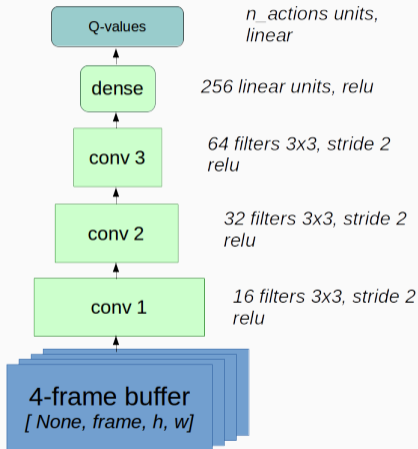 Q-values
n_actions units,
linear
dense
256 linear units, relu
conv 3
64 filters 3x3, stride 2
relu
conv 2
32 filters 3x3, stride 2
relu
conv 1
16 filters 3x3, stride 2
relu
4-frame buffer
[ None, frame, h, w]